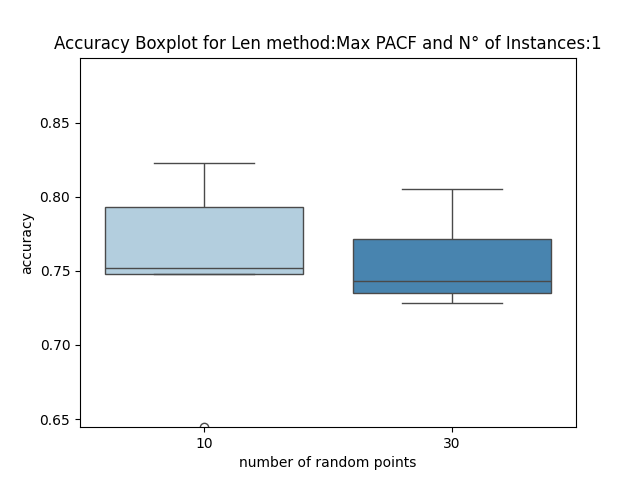 Accuracy Boxplot for Len method:Max PACF and N° of Instances:1
0.85
0.80
0.75
0.70
0.65
accuracy
10
30
number of random points